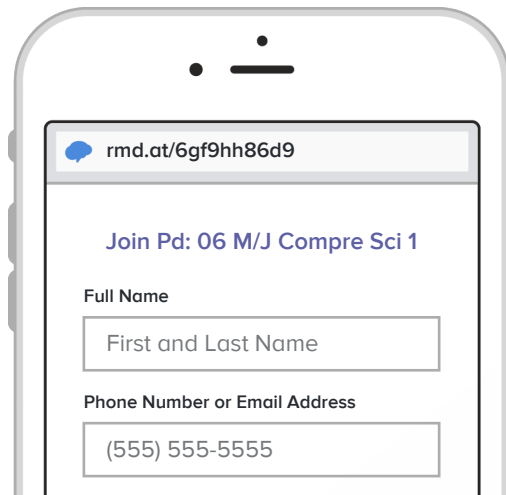 rmd.at/6gf9hh86d9
Join Pd: 06 M/J Compre Sci 1
Full Name
First and Last Name
Phone Number or Email Address
(555) 555-5555